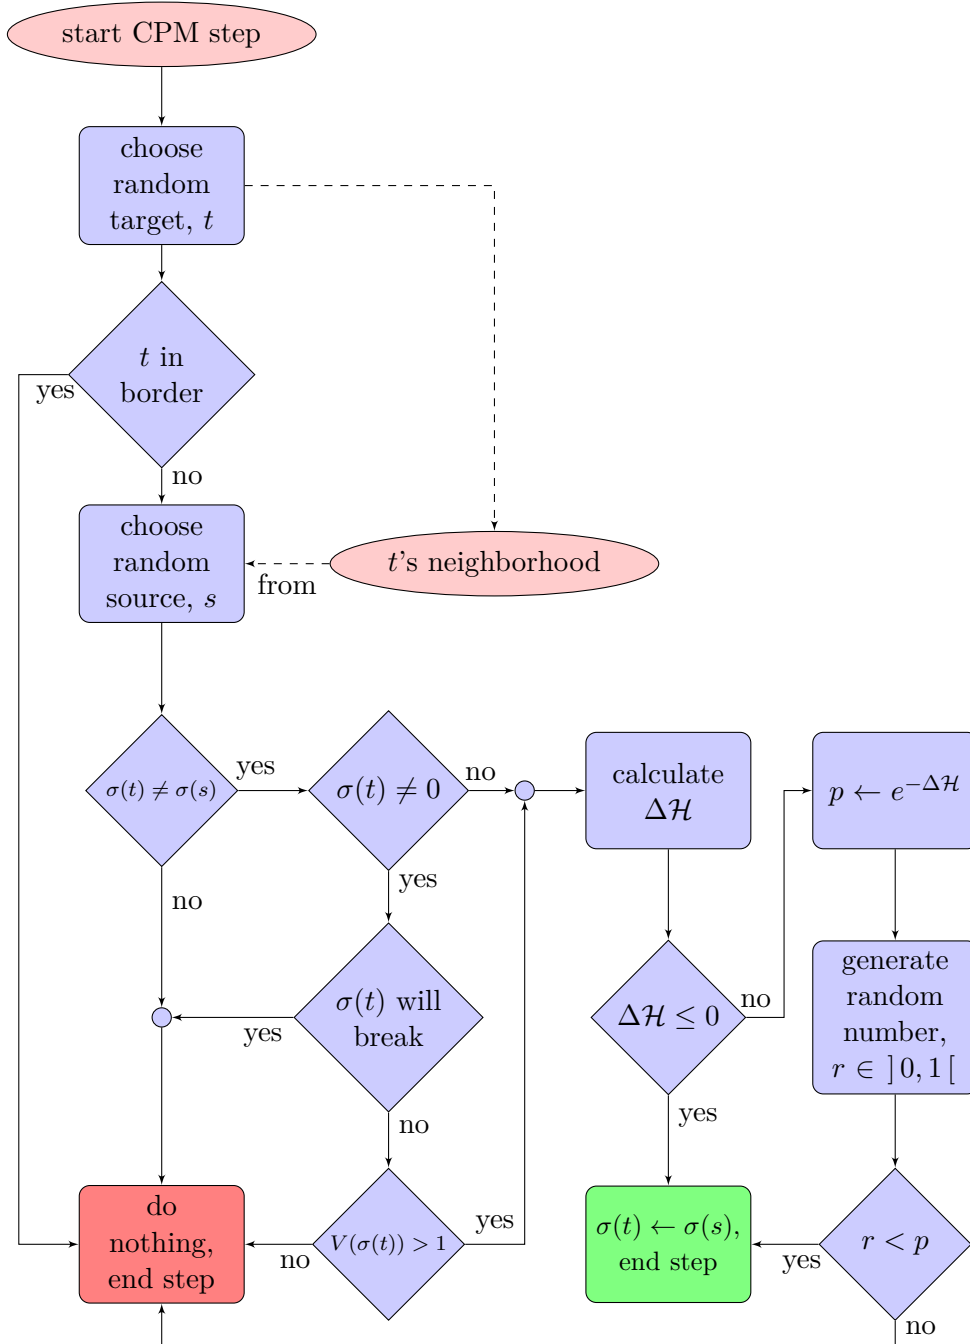 start CPM step
choose
random
target, t
t in
border
yes
no
choose
random
source, s
t's neighborhood
from
σ(t) ≠ σ(s)
yes
σ(t) ≠ 0
no
calculate
Δℋ
p ← e^{−Δℋ}
no
yes
σ(t) will
break
yes
no
Δℋ ≤ 0
no
yes
generate
random
number,
r ∈ ]0, 1[
do
nothing,
end step
V(σ(t)) > 1
no
yes
σ(t) ← σ(s),
end step
r < p
yes
no